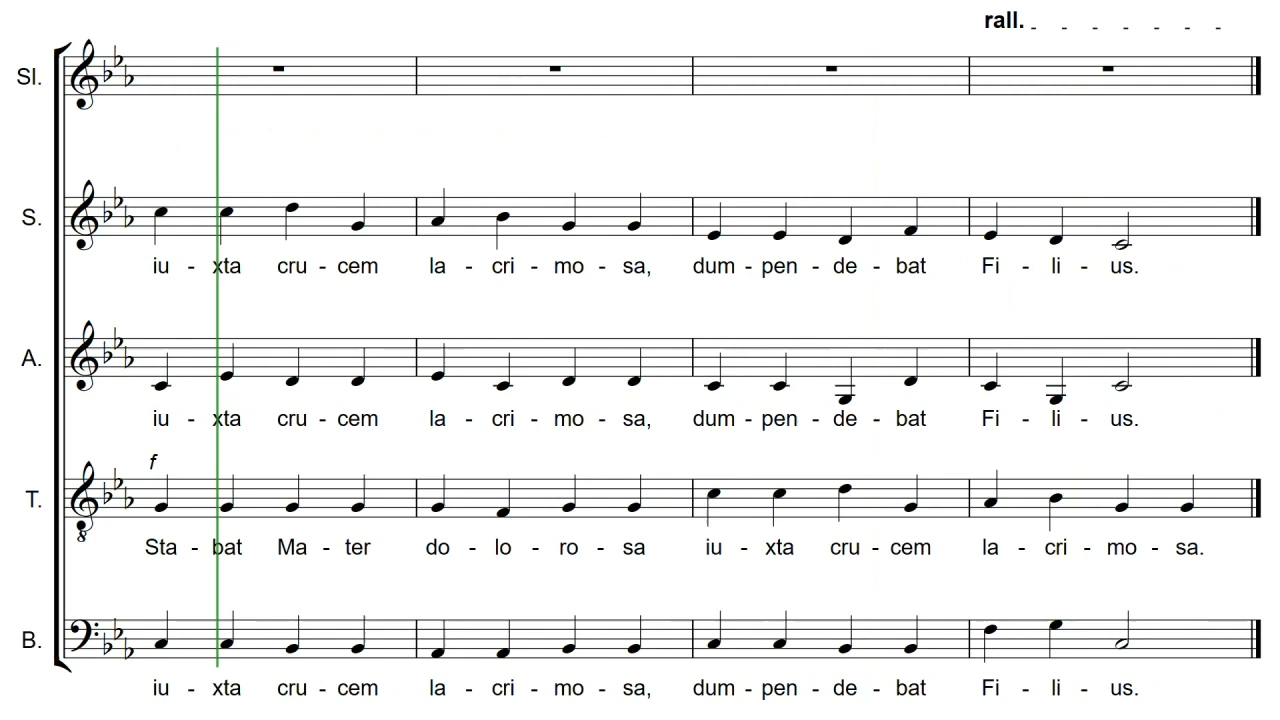 rall. - - - - - - -
Sl.
S.
iu - xta cru - cem la - cri - mo - sa, dum - pen - de - bat Fi - li - us.
A.
iu - xta cru - cem la - cri - mo - sa, dum - pen - de - bat Fi - li - us.
f
T.
8
Sta - bat Ma - ter do - lo - ro - sa iu - xta cru - cem la - cri - mo - sa.
B.
iu - xta cru - cem la - cri - mo - sa, dum - pen - de - bat Fi - li - us.